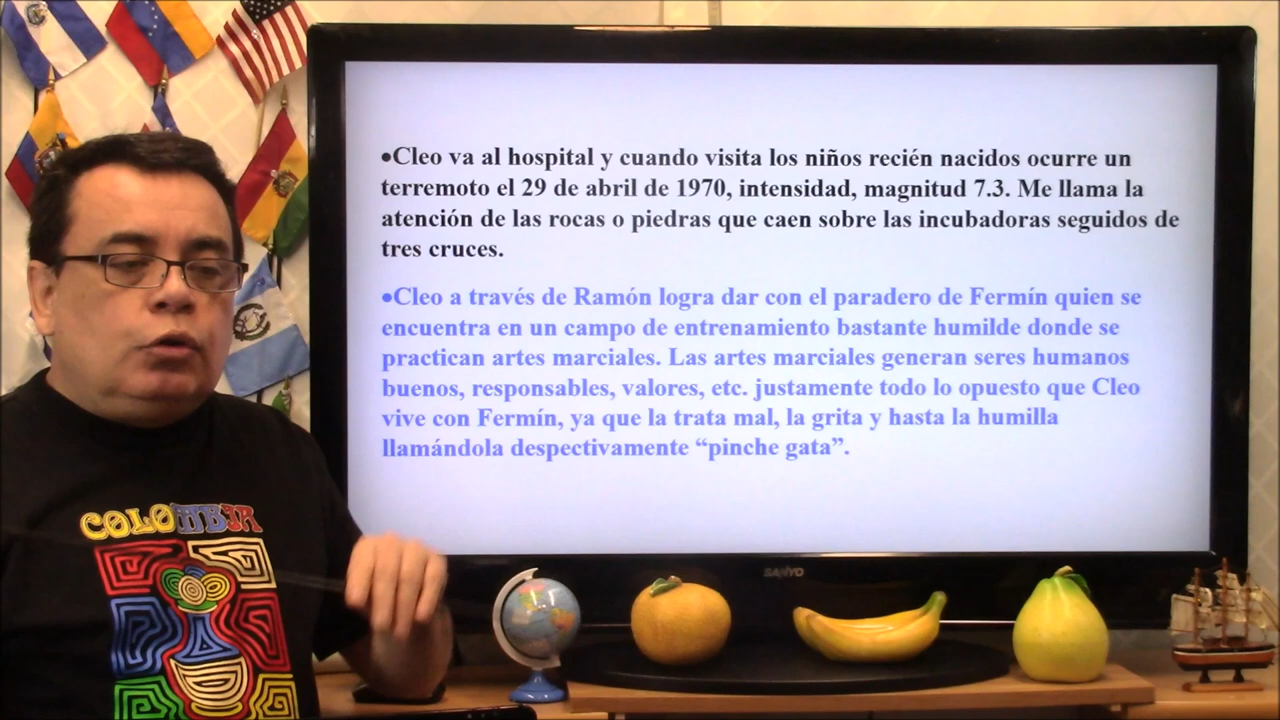 •Cleo va al hospital y cuando visita los niños recién nacidos ocurre un
terremoto el 29 de abril de 1970, intensidad, magnitud 7.3. Me llama la
atención de las rocas o piedras que caen sobre las incubadoras seguidos de
tres cruces.
•Cleo a través de Ramón logra dar con el paradero de Fermín quien se
encuentra en un campo de entrenamiento bastante humilde donde se
practican artes marciales. Las artes marciales generan seres humanos
buenos, responsables, valores, etc. justamente todo lo opuesto que Cleo
vive con Fermín, ya que la trata mal, la grita y hasta la humilla
llamándola despectivamente “pinche gata”.
COLOMBIA
SANYO